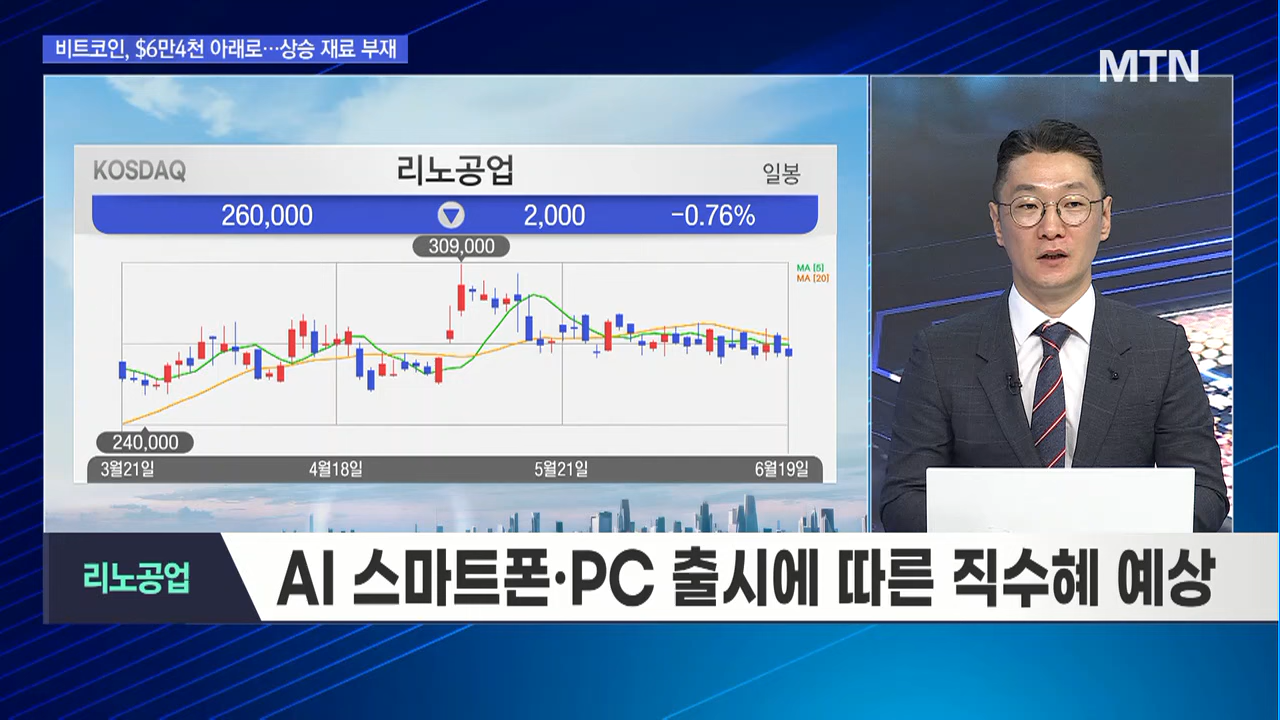 비트코인, $6만4천 아래로…상승 재료 부재
MTN
KOSDAQ 리노공업 일봉
260,000 ▼ 2,000 -0.76%
309,000
MA [5]
MA [20]
240,000
3월21일 4월18일 5월21일 6월19일
리노공업 AI 스마트폰·PC 출시에 따른 직수혜 예상